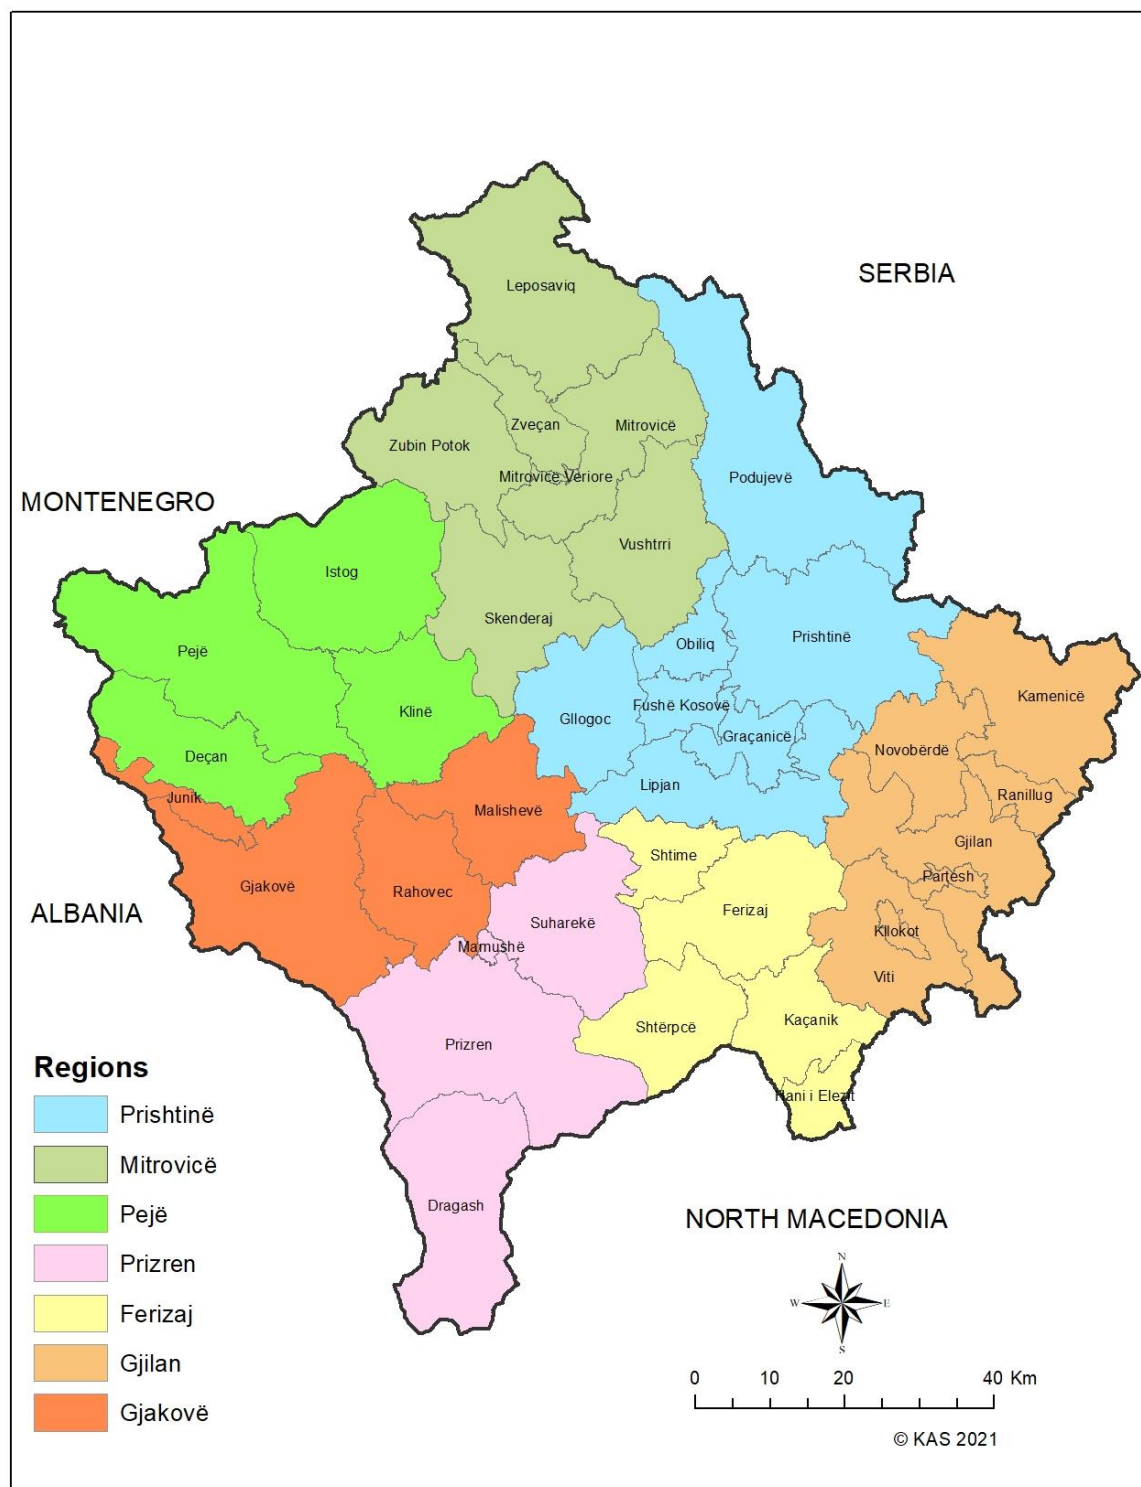 SERBIA
Leposaviq
Zveçan
Mitrovicë
Zubin Potok
Mitrovicë Veriore
Podujevë
MONTENEGRO
Vushtrri
Istog
Skenderaj
Obiliq
Prishtinë
Pejë
Kamenicë
Klinë
Gllogoc
Fushë Kosovë
Graçanicë
Novobërdë
Deçan
Lipjan
Junik
Ranillug
Malishevë
Gjilan
Shtime
Partesh
Gjakovë
Rahovec
ALBANIA
Ferizaj
Suharekë
Kllokot
Mamushë
Viti
Kaçanik
Shtërpcë
Prizren
Hani i Elezit
Dragash
NORTH MACEDONIA
Regions
Prishtinë
Mitrovicë
Pejë
Prizren
Ferizaj
Gjilan
Gjakovë
N
W E
S
0 10 20 40 Km
© KAS 2021